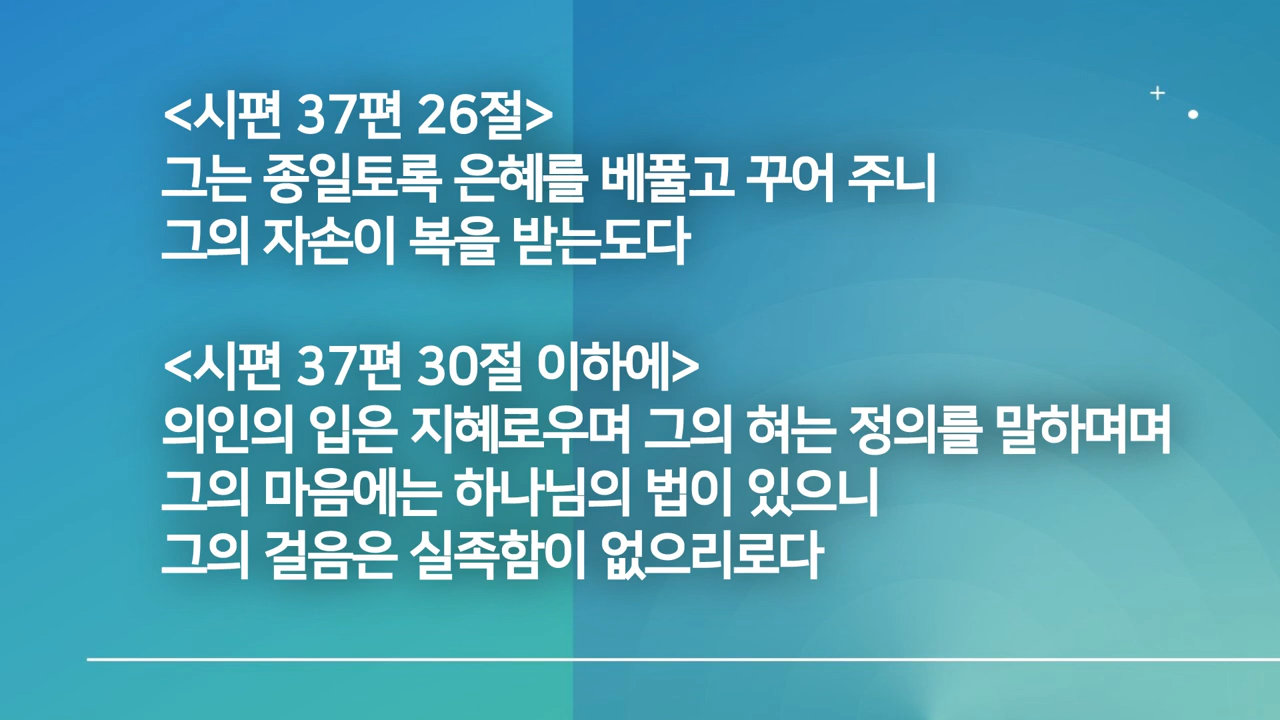 <시편 37편 26절>
그는 종일토록 은혜를 베풀고 꾸어 주니
그의 자손이 복을 받는도다
<시편 37편 30절 이하에>
의인의 입은 지혜로우며 그의 혀는 정의를 말하며며
그의 마음에는 하나님의 법이 있으니
그의 걸음은 실족함이 없으리로다